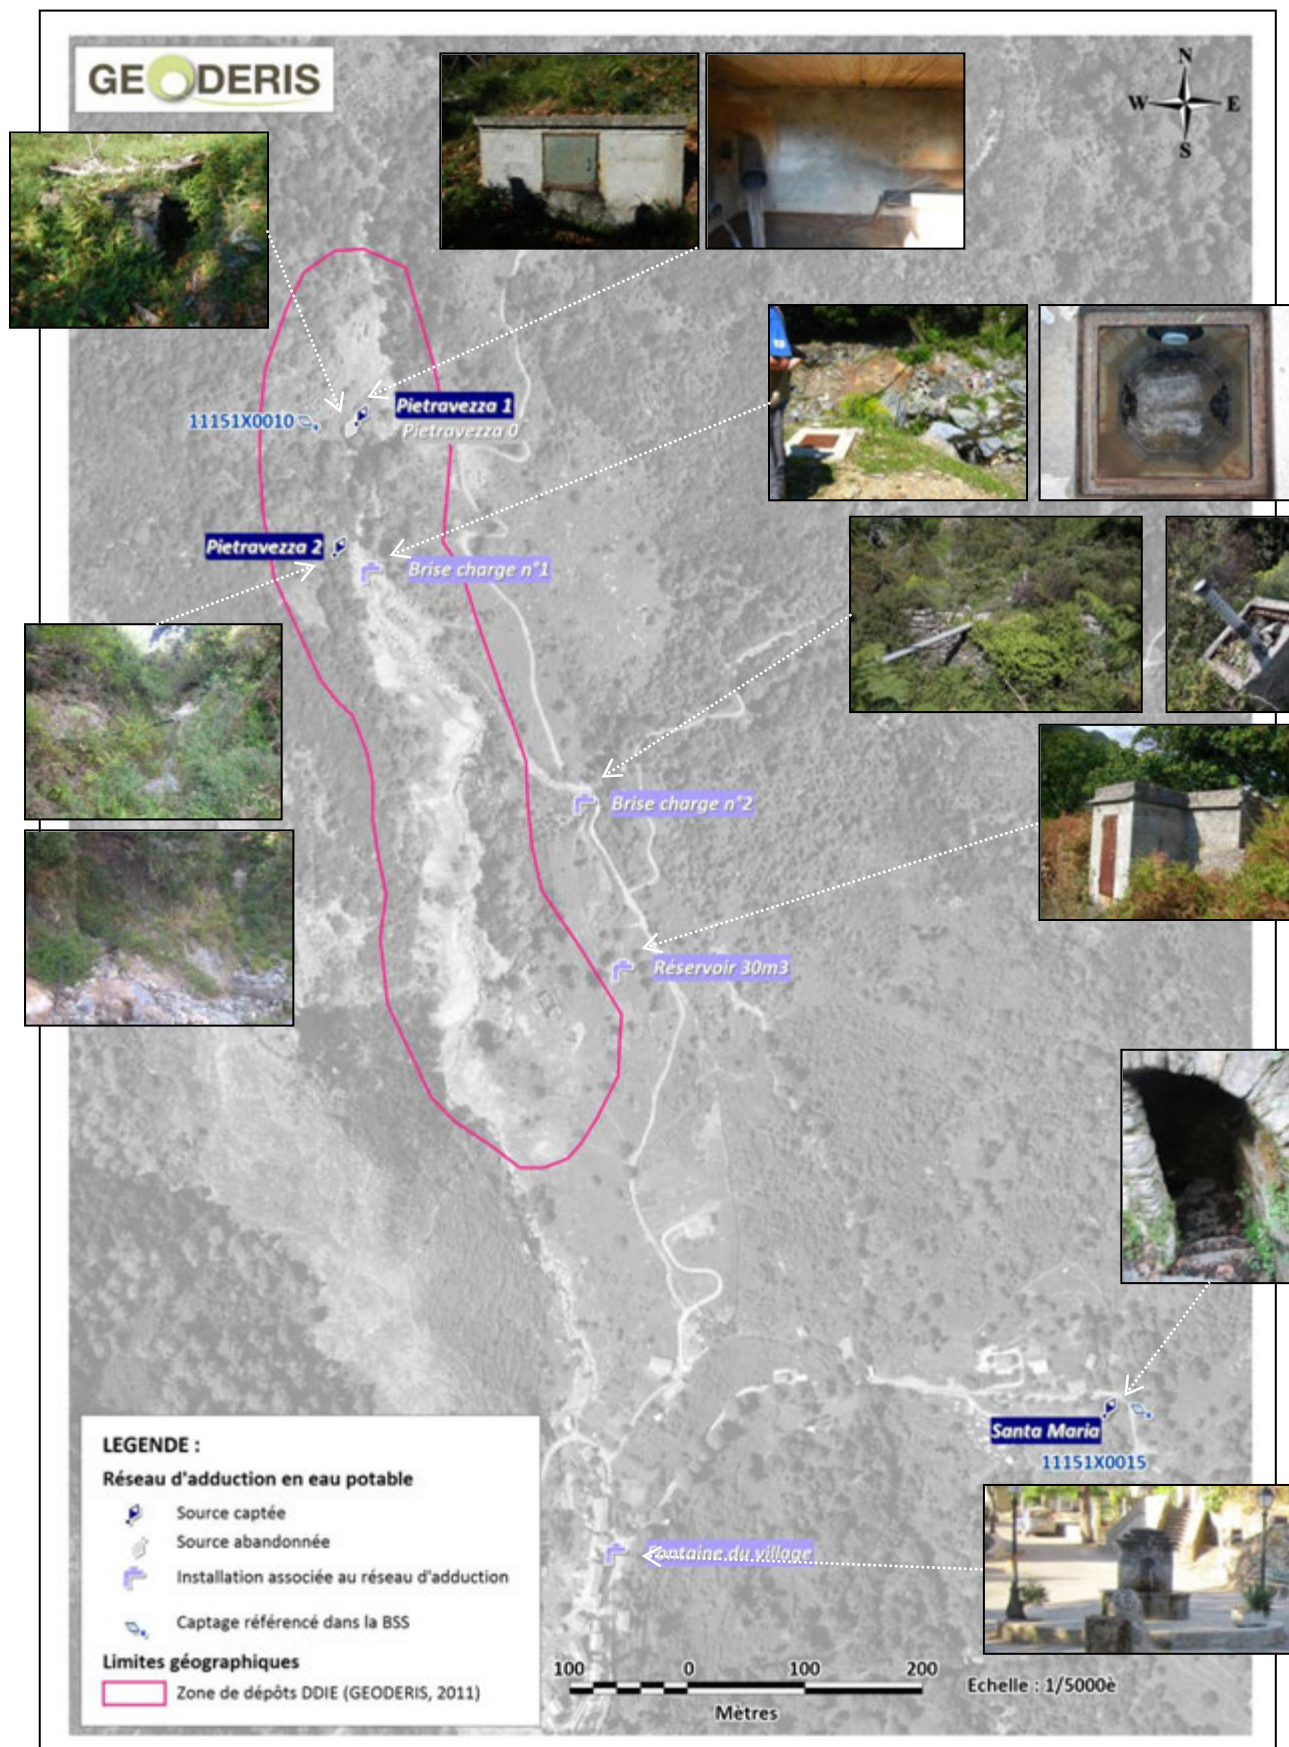 GEODERIS
N
W E
S
Pietravezza 1
11151X0010
Pietravezza 0
Pietravezza 2
Brise charge n°1
Brise charge n°2
Réservoir 30m3
Santa Maria
11151X0015
Fontaine du village
LEGENDE :
Réseau d'adduction en eau potable
Source captée
Source abandonnée
Installation associée au réseau d'adduction
Captage référencé dans la BSS
Limites géographiques
Zone de dépôts DDIE (GEODERIS, 2011)
100 0 100 200
Mètres
Echelle : 1/5000è